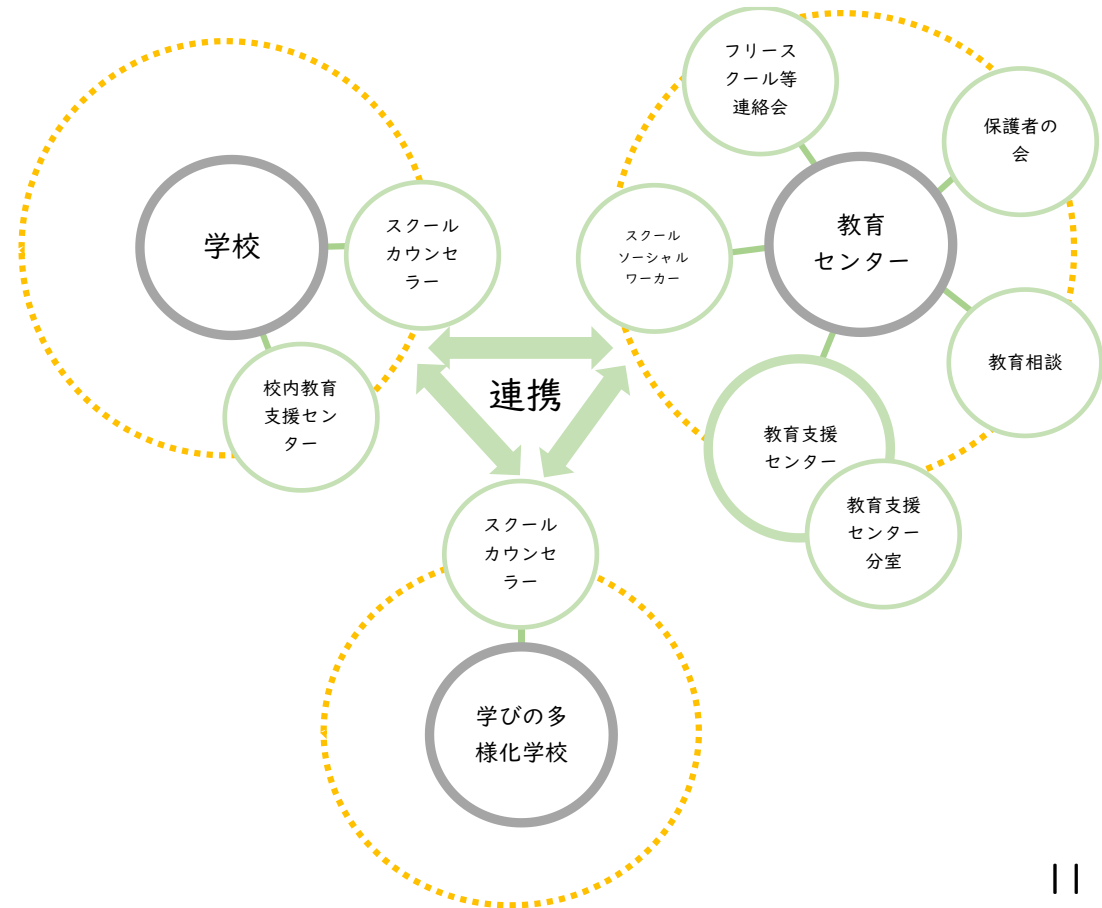 学校
スクール
カウンセ
ラー
校内教育
支援セン
ター
フリース
クール等
連絡会
保護者の
会
教育
センター
スクール
ソーシャル
ワーカー
教育相談
教育支援
センター
教育支援
センター
分室
連携
スクール
カウンセ
ラー
学びの多
様化学校
11